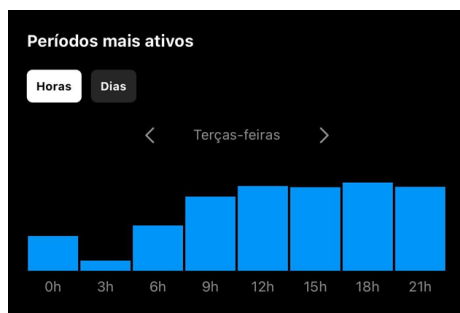 Períodos mais ativos
Horas Dias
Terças-feiras
0h 3h 6h 9h 12h 15h 18h 21h